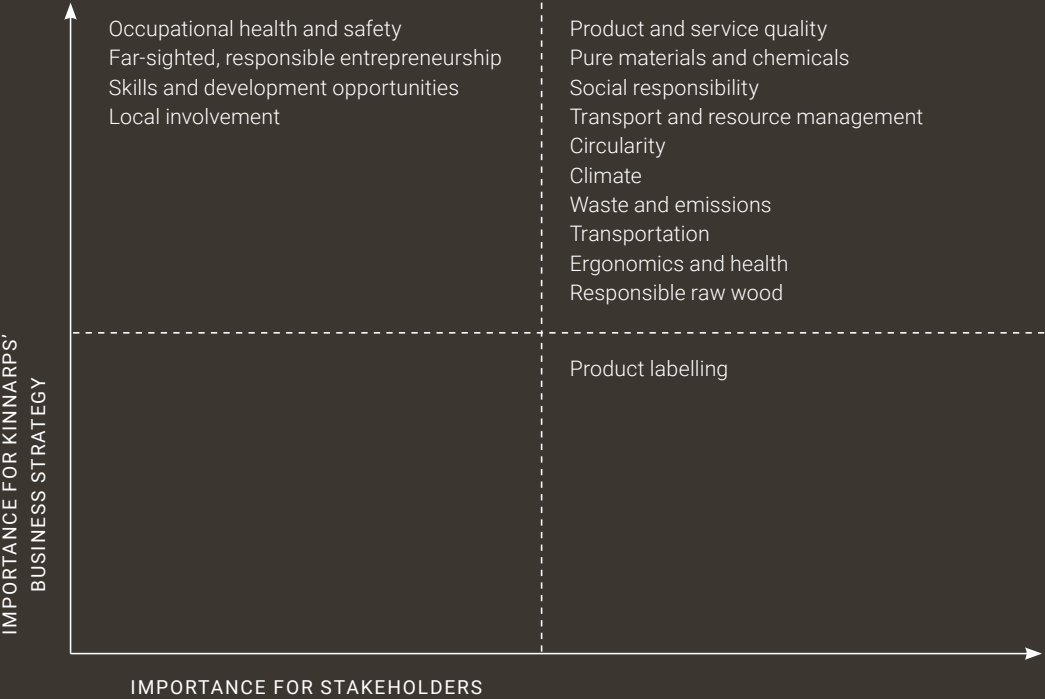 Occupational health and safety
Far-sighted, responsible entrepreneurship
Skills and development opportunities
Local involvement
Product and service quality
Pure materials and chemicals
Social responsibility
Transport and resource management
Circularity
Climate
Waste and emissions
Transportation
Ergonomics and health
Responsible raw wood
Product labelling
IMPORTANCE FOR KINNARPS’
BUSINESS STRATEGY
IMPORTANCE FOR STAKEHOLDERS